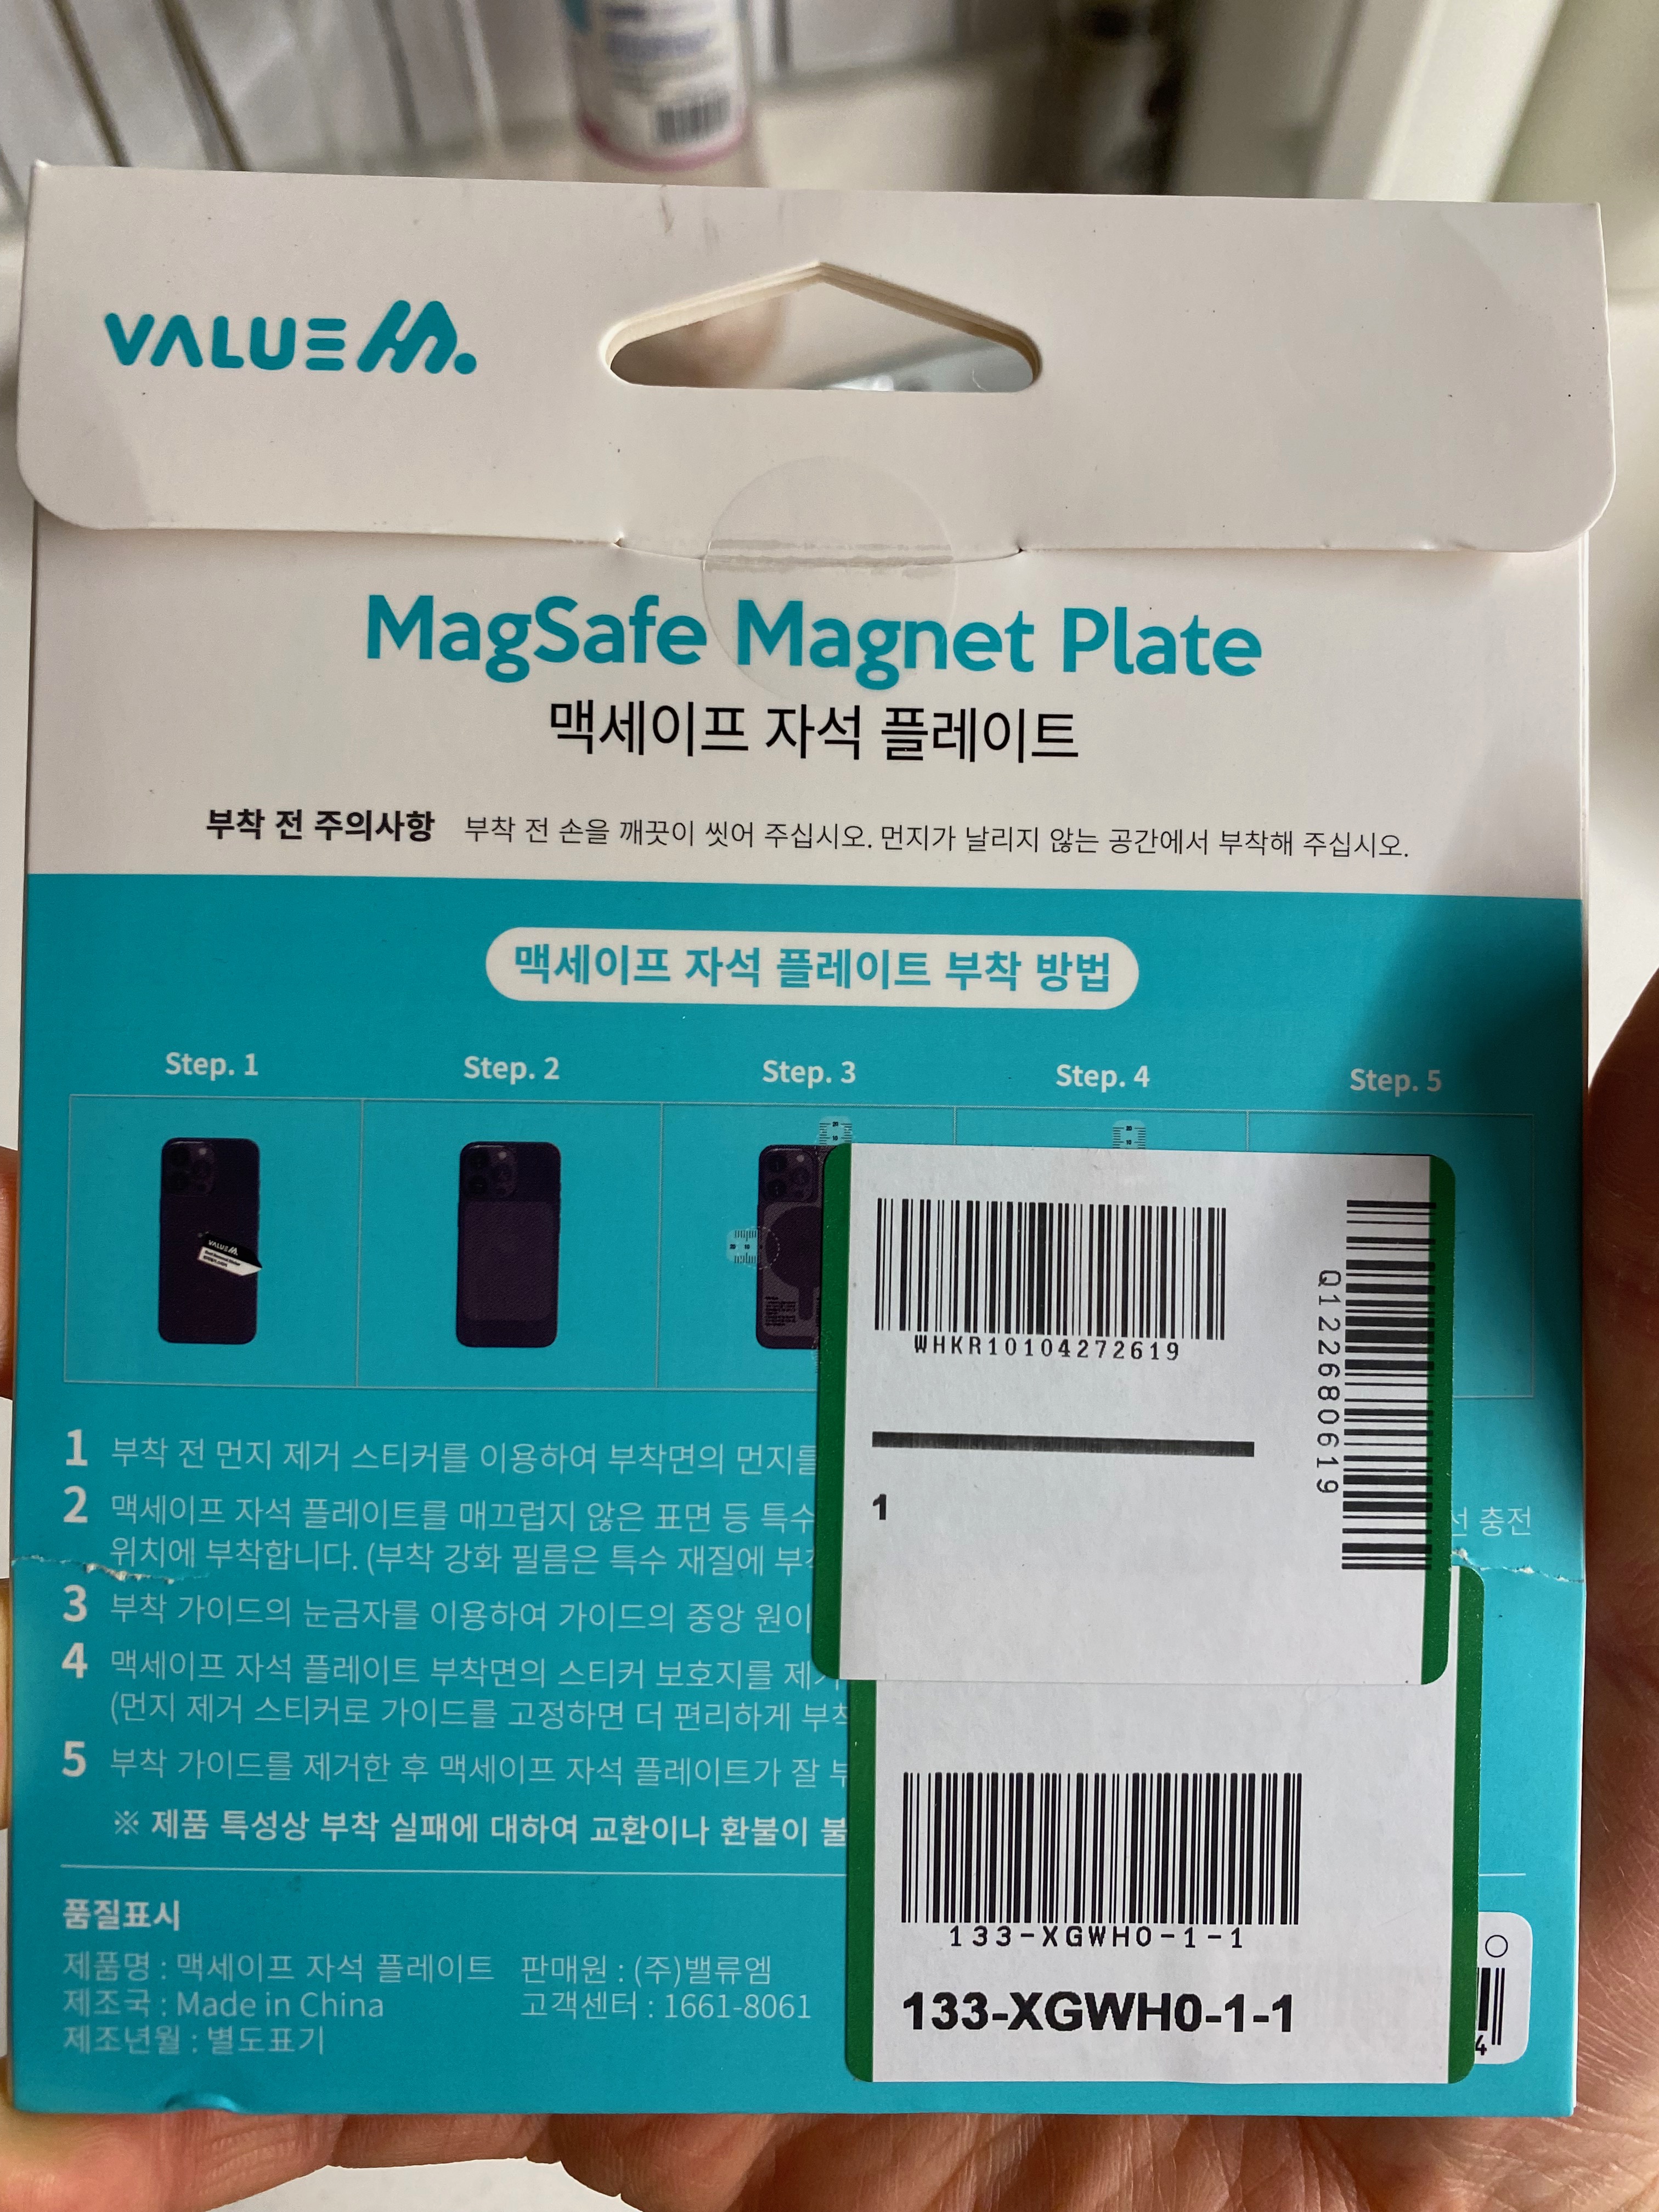 VALUE M.
MagSafe Magnet Plate
맥세이프 자석 플레이트
부착 전 주의사항 부착 전 손을 깨끗이 씻어 주십시오. 먼지가 날리지 않는 공간에서 부착해 주십시오.
맥세이프 자석 플레이트 부착 방법
Step. 1 Step. 2 Step. 3 Step. 4 Step. 5
VALUE M
1 부착 전 먼지 제거 스티커를 이용하여 부착면의 먼지를
2 맥세이프 자석 플레이트를 매끄럽지 않은 표면 등 특수 충전
위치에 부착합니다. (부착 강화 필름은 특수 재질에
3 부착 가이드의 눈금자를 이용하여 가이드의 중앙 원이
4 맥세이프 자석 플레이트 부착면의 스티커 보호지를
(먼지 제거 스티커로 가이드를 고정하면 더 편리하게
5 부착 가이드를 제거한 후 맥세이프 자석 플레이트가 잘
※ 제품 특성상 부착 실패에 대하여 교환이나 환불이
품질표시
제품명 : 맥세이프 자석 플레이트 판매원 : (주)밸류엠
제조국 : Made in China 고객센터 : 1661-8061
제조년월 : 별도표기
WHKR10104272619
Q122680619
1
133-XGWH0-1-1
133-XGWH0-1-1
4